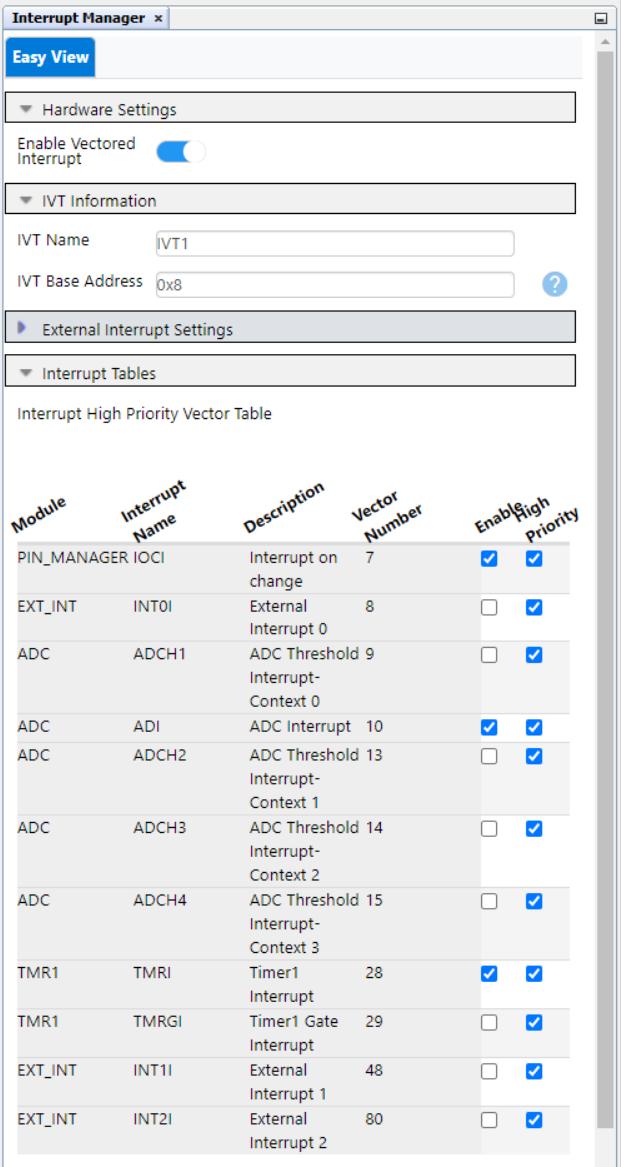 Interrupt Manager ×
Easy View
Hardware Settings
Enable Vectored
Interrupt
IVT Information
IVT Name IVT1
IVT Base Address 0x8 ?
External Interrupt Settings
Interrupt Tables
Interrupt High Priority Vector Table
Module Interrupt Name Description Vector Number Enable High Priority
PIN_MANAGER IOCI Interrupt on 7
change
EXT_INT INT0I External 8
Interrupt 0
ADC ADCH1 ADC Threshold 9
Interrupt-
Context 0
ADC ADI ADC Interrupt 10
ADC ADCH2 ADC Threshold 13
Interrupt-
Context 1
ADC ADCH3 ADC Threshold 14
Interrupt-
Context 2
ADC ADCH4 ADC Threshold 15
Interrupt-
Context 3
TMR1 TMRI Timer1 28
Interrupt
TMR1 TMRGI Timer1 Gate 29
Interrupt
EXT_INT INT1I External 48
Interrupt 1
EXT_INT INT2I External 80
Interrupt 2